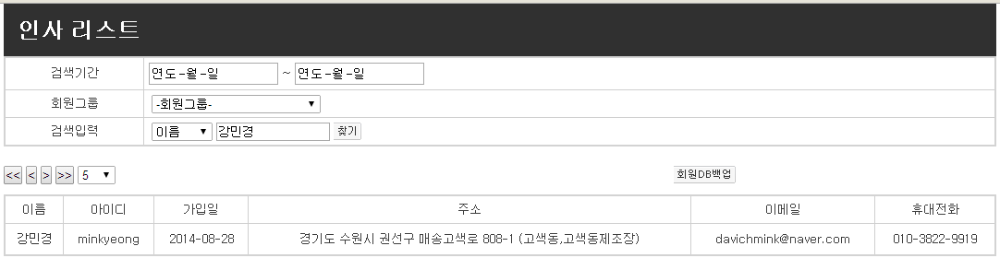 인사 리스트
검색기간 연도-월-일 ~ 연도-월-일
회원그룹 -회원그룹-
검색입력 이름 강민경 찾기
<< < > >> 5 회원DB백업
이름 아이디 가입일 주소 이메일 휴대전화
강민경 minkyeong 2014-08-28 경기도 수원시 권선구 매송고색로 808-1 (고색동,고색동제조장) davichmink@naver.com 010-3822-9919